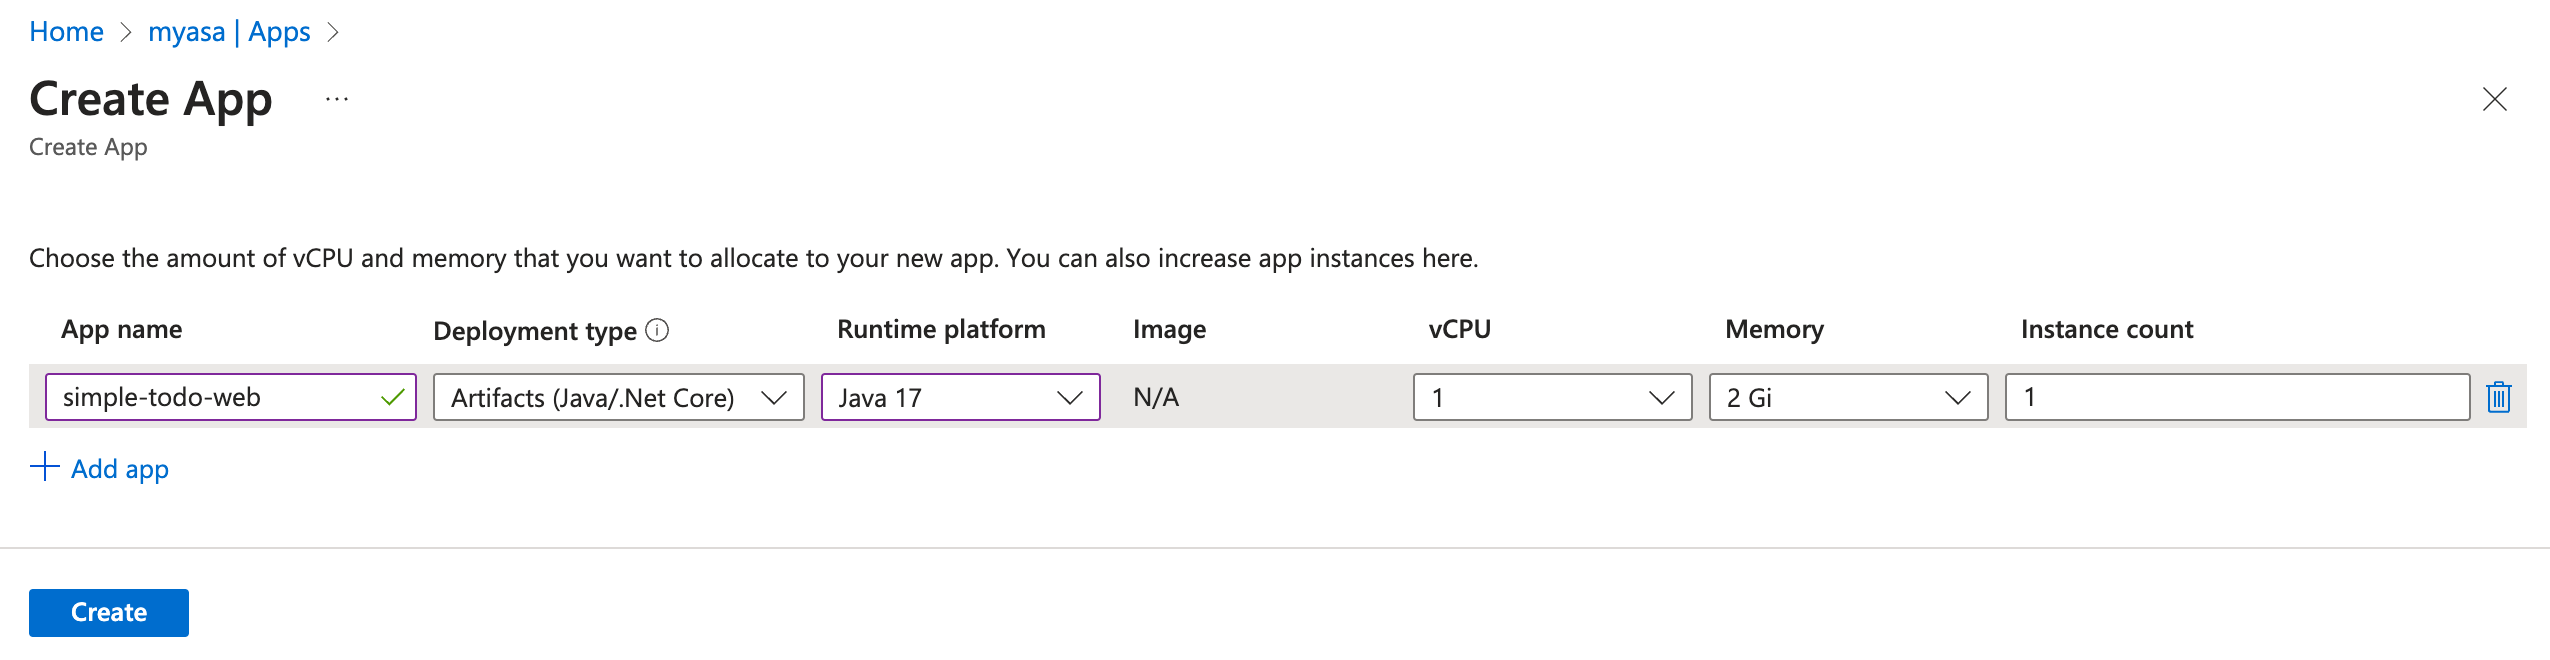 Home > myasa | Apps >
Create App ...
Create App
Choose the amount of vCPU and memory that you want to allocate to your new app. You can also increase app instances here.
App name Deployment type Runtime platform Image vCPU Memory Instance count
simple-todo-web Artifacts (Java/.Net Core) Java 17 N/A 1 2 Gi 1
+ Add app
Create